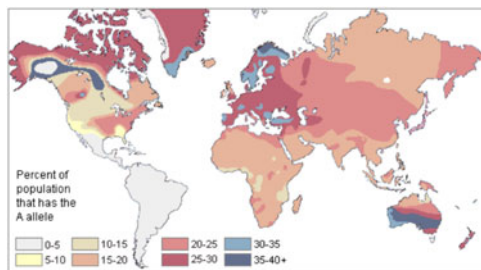 Percent of
population
that has the
A allele
0-5 10-15 20-25 30-35
5-10 15-20 25-30 35-40+